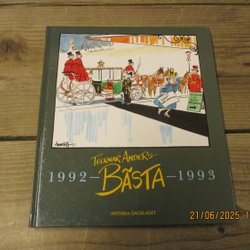 TECKNAR ANDERS
1992–BÄSTA–1993
SVENSKA DAGBLADET
21/06/2025